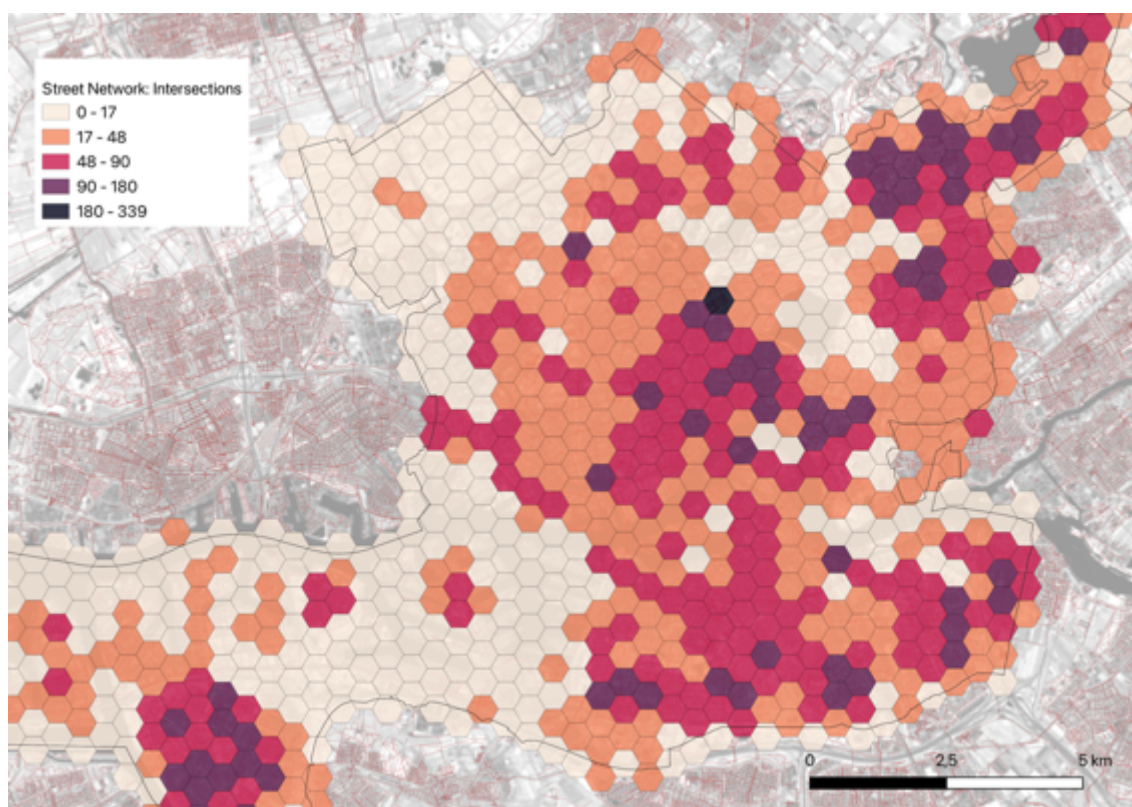 Street Network: Intersections
0 - 17
17 - 48
48 - 90
90 - 180
180 - 339
0 2,5 5 km